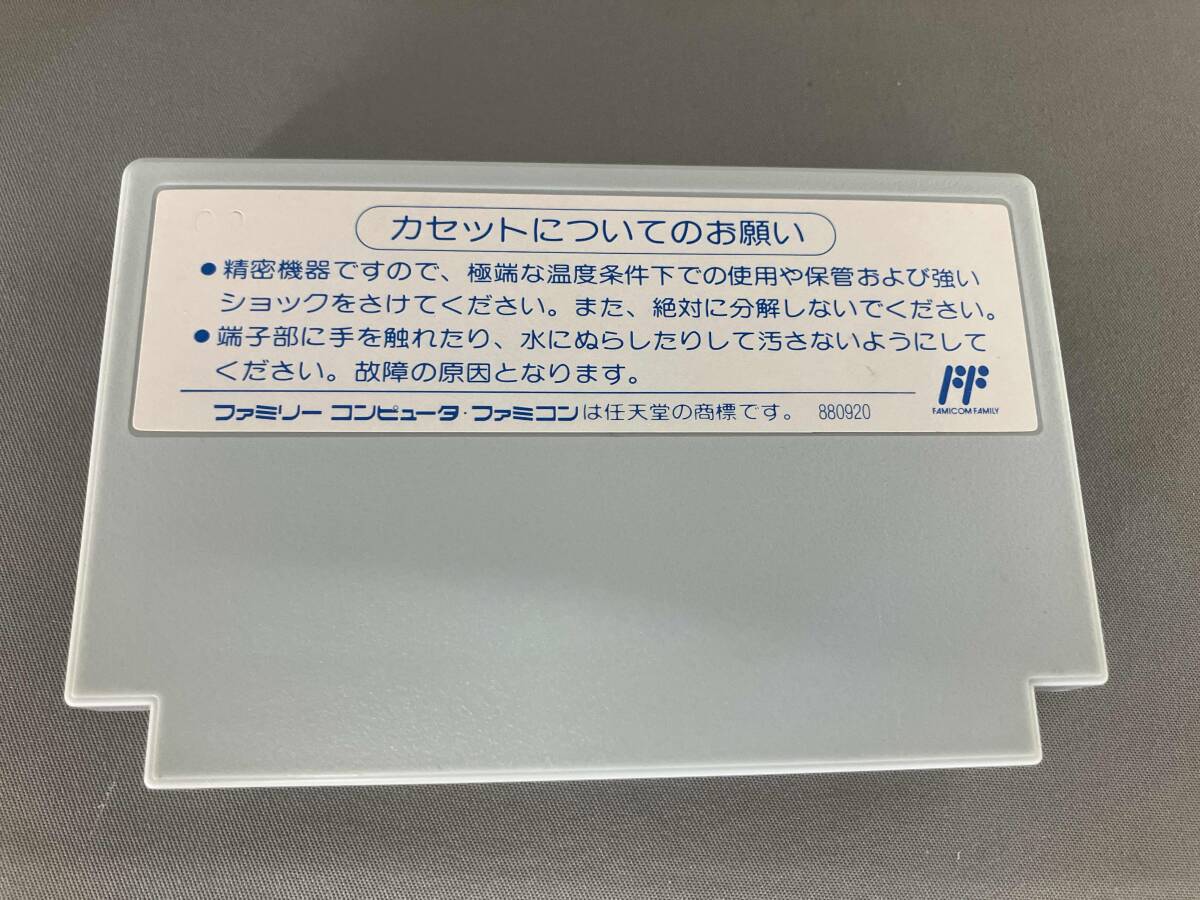 カセットについてのお願い
●精密機器ですので、極端な温度条件下での使用や保管および強い
ショックをさけてください。また、絶対に分解しないでください。
●端子部に手を触れたり、水にぬらしたりして汚さないようにして
ください。故障の原因となります。
FF
FAMICOM FAMILY
ファミリー コンピュータ・ファミコンは任天堂の商標です。 880920